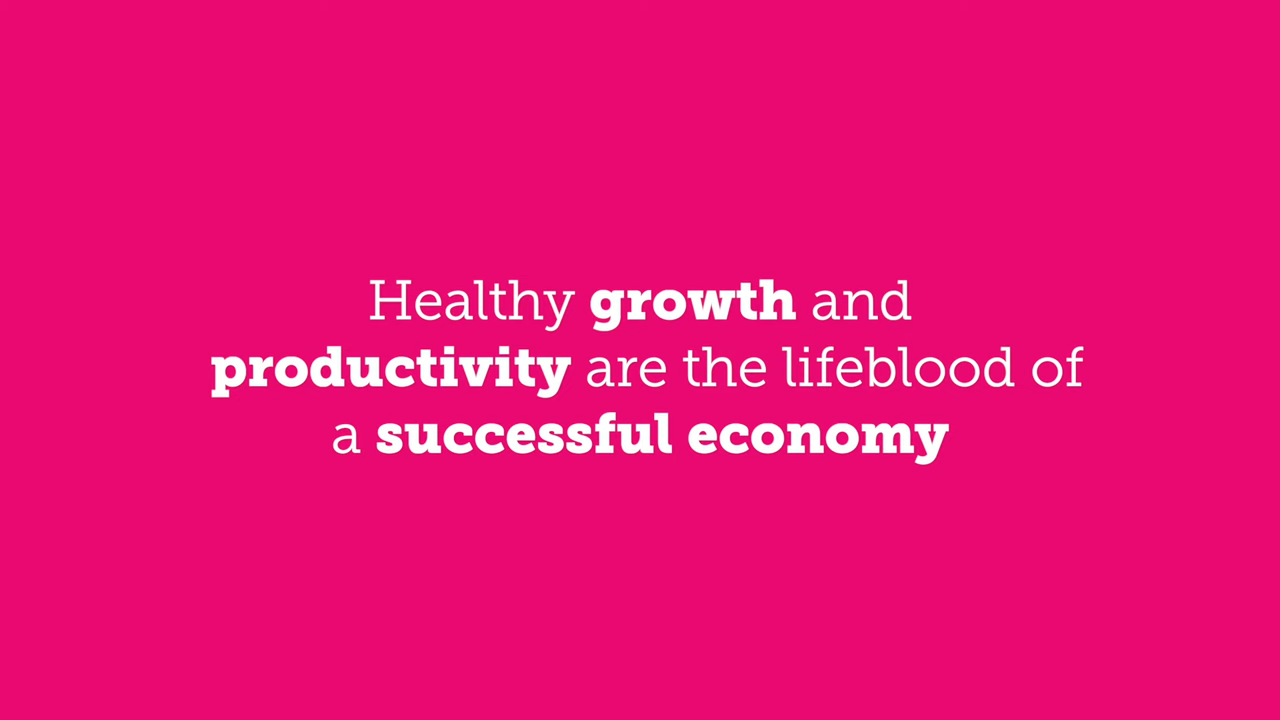 Healthy growth and
productivity are the lifeblood of
a successful economy